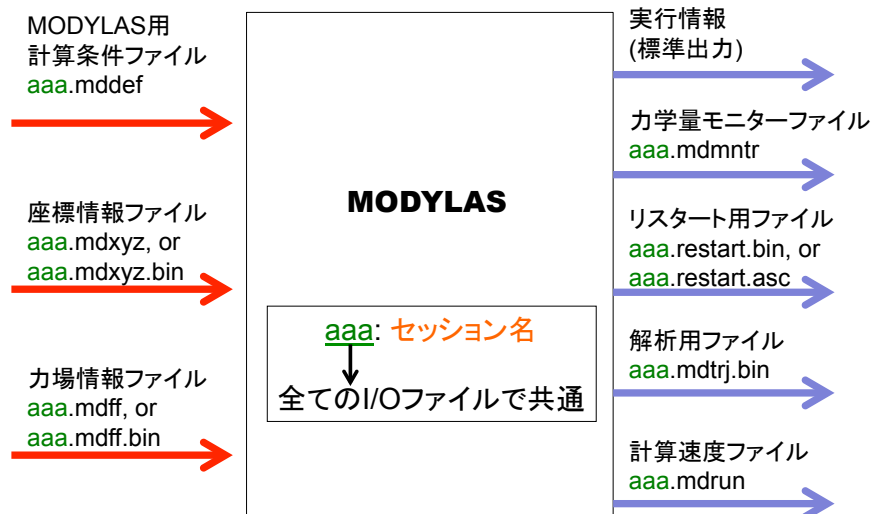 MODYLAS用
計算条件ファイル
aaa.mddef
座標情報ファイル
aaa.mdxyz, or
aaa.mdxyz.bin
力場情報ファイル
aaa.mdff, or
aaa.mdff.bin
MODYLAS
aaa: セッション名
全てのI/Oファイルで共通
実行情報
(標準出力)
力学量モニターファイル
aaa.mdmntr
リスタート用ファイル
aaa.restart.bin, or
aaa.restart.asc
解析用ファイル
aaa.mdtrj.bin
計算速度ファイル
aaa.mdrun